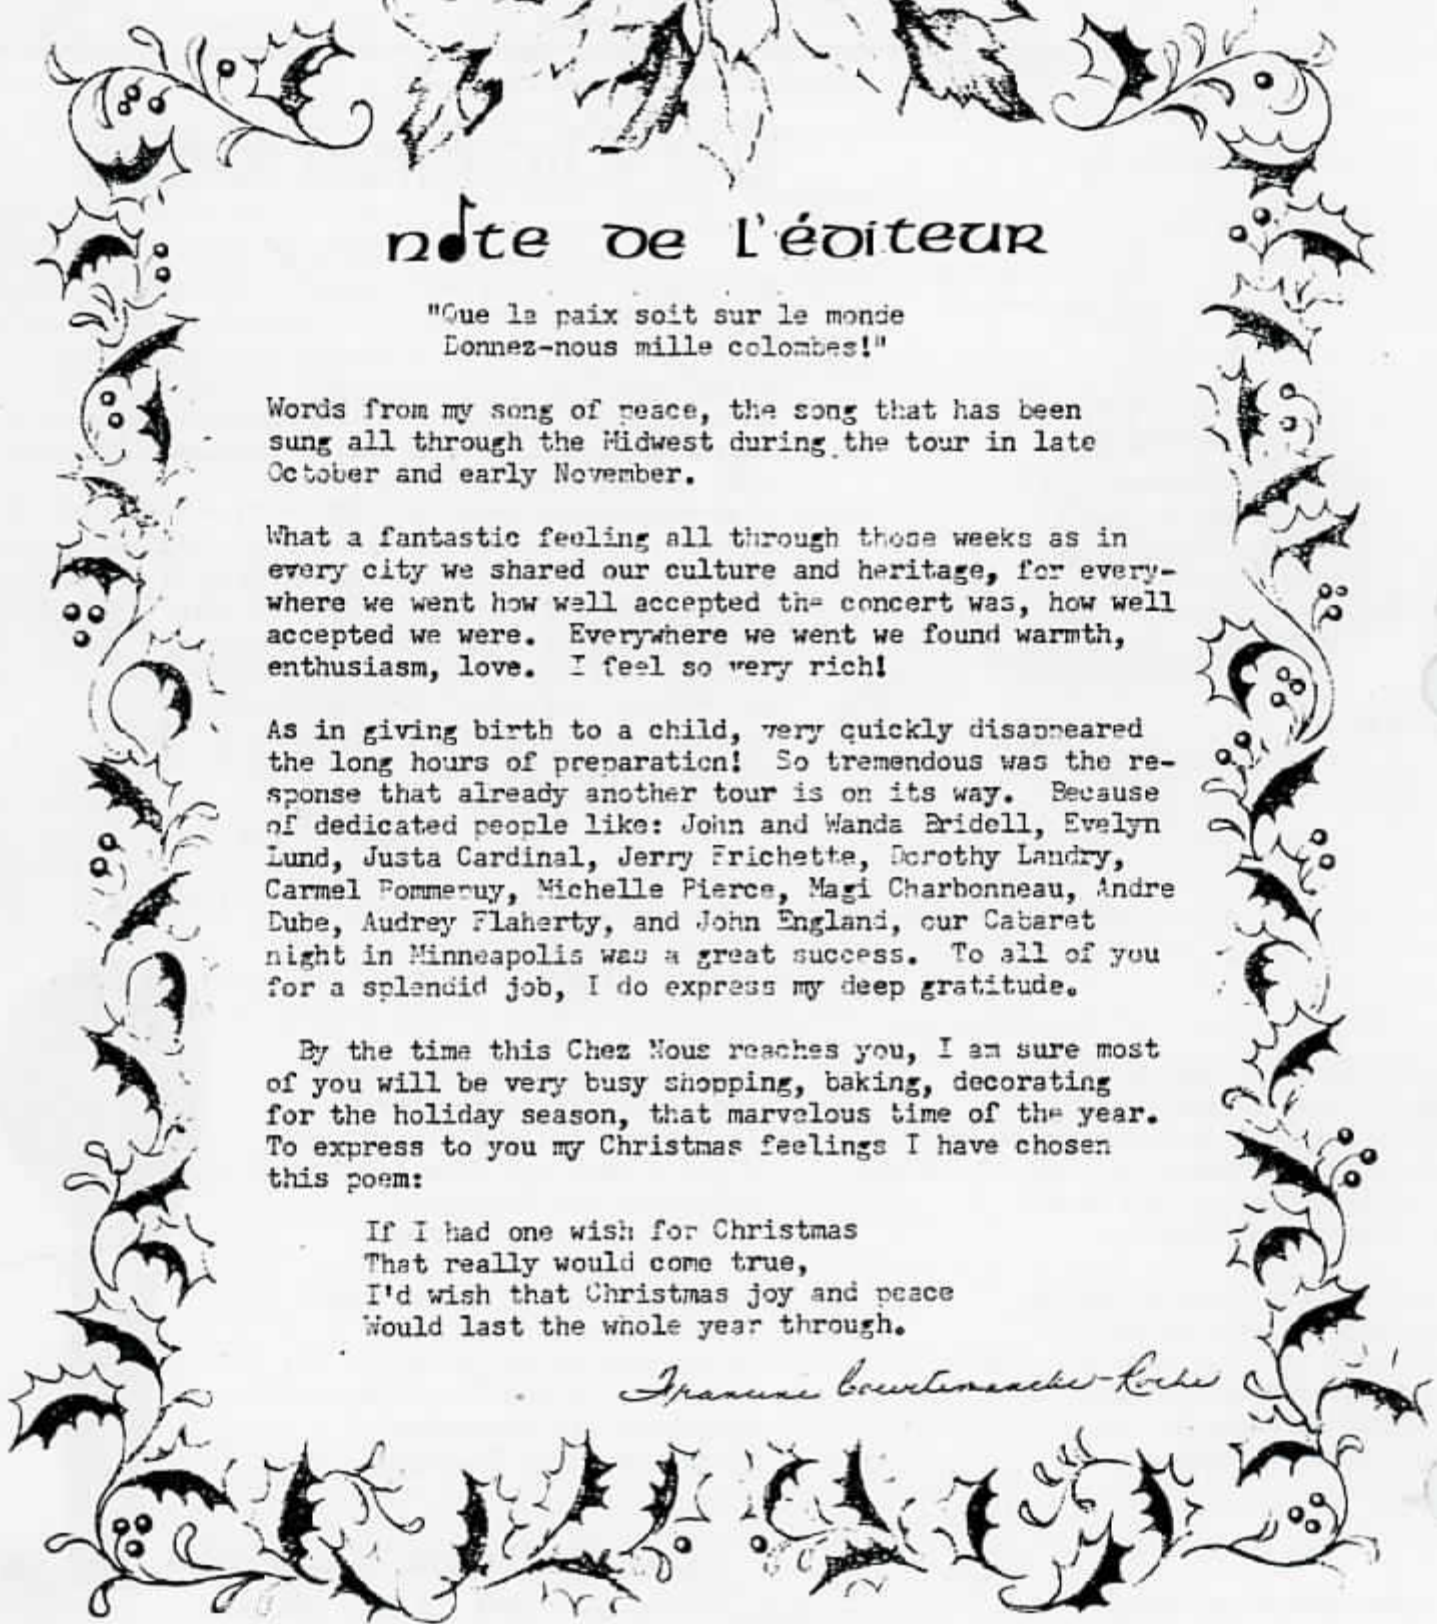 note de l'éditeur
"Que la paix soit sur le monde
Donnez-nous mille colombes!"
Words from my song of peace, the song that has been
sung all through the Midwest during the tour in late
October and early November.
What a fantastic feeling all through those weeks as in
every city we shared our culture and heritage, for every-
where we went how well accepted the concert was, how well
accepted we were. Everywhere we went we found warmth,
enthusiasm, love. I feel so very rich!
As in giving birth to a child, very quickly disappeared
the long hours of preparation! So tremendous was the re-
sponse that already another tour is on its way. Because
of dedicated people like: John and Wanda Bridell, Evelyn
Lund, Justa Cardinal, Jerry Frichette, Dorothy Landry,
Carmel Pommeruy, Michelle Pierce, Magi Charbonneau, Andre
Dube, Audrey Flaherty, and John England, our Cabaret
night in Minneapolis was a great success. To all of you
for a splendid job, I do express my deep gratitude.
By the time this Chez Nous reaches you, I am sure most
of you will be very busy shopping, baking, decorating
for the holiday season, that marvelous time of the year.
To express to you my Christmas feelings I have chosen
this poem:
If I had one wish for Christmas
That really would come true,
I'd wish that Christmas joy and peace
Would last the whole year through.
Francine Courtemanche-Roche